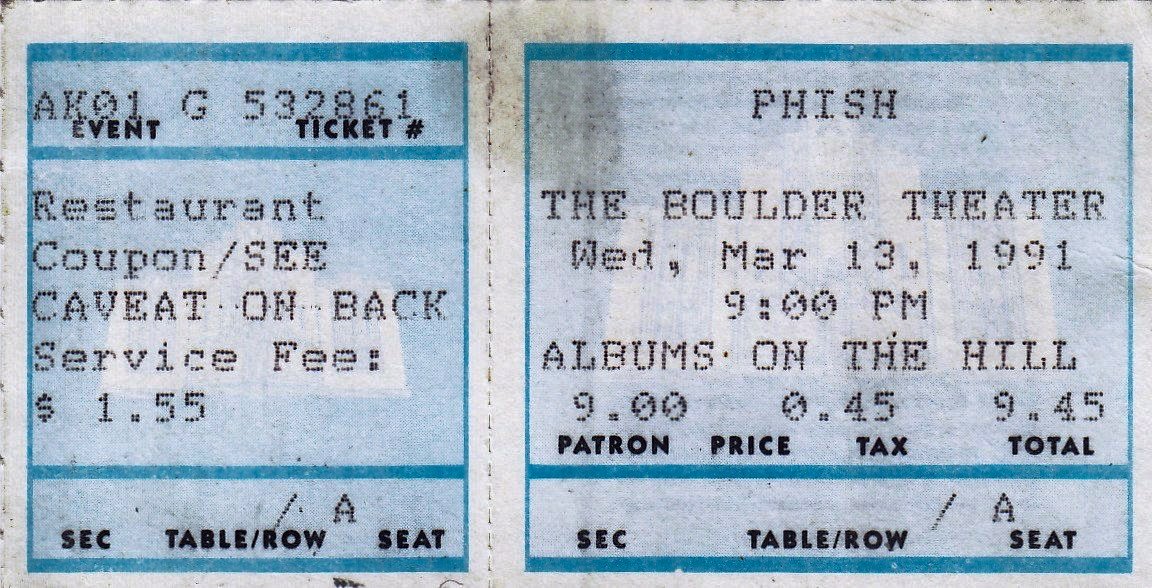 AK01 G 532861
EVENT TICKET #
Restaurant
Coupon/SEE
CAVEAT ON BACK
Service Fee:
$ 1.55
/ A
SEC TABLE/ROW SEAT
PHISH
THE BOULDER THEATER
Wed, Mar 13, 1991
9:00 PM
ALBUMS ON THE HILL
9.00 0.45 9.45
PATRON PRICE TAX TOTAL
/ A
SEC TABLE/ROW SEAT